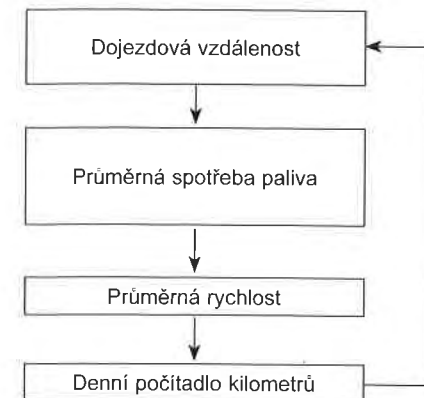 Dojezdová vzdálenost
Průměrná spotřeba paliva
Průměrná rychlost
Denní počítadlo kilometrů